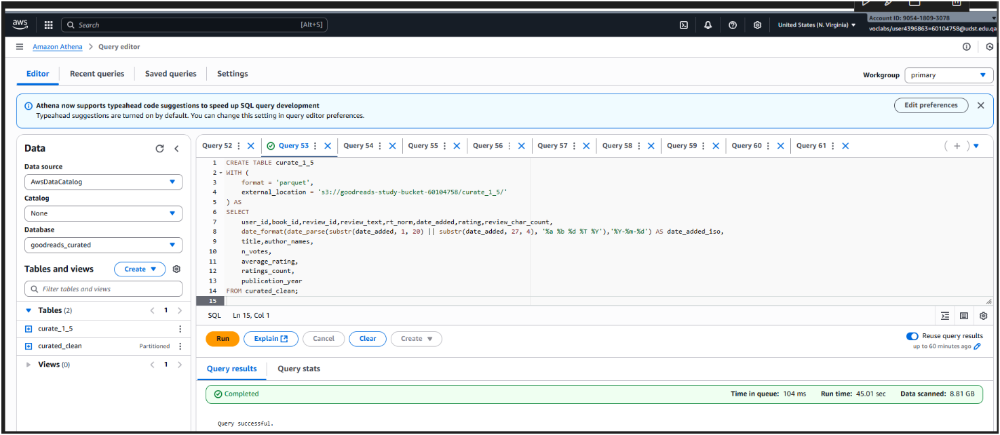 aws
Search [Alt+S]
United States (N. Virginia)
Account ID: 9054-1809-3078
voclabs/user4396863=60104758@udst.edu.qa
Amazon Athena > Query editor
Editor Recent queries Saved queries Settings
Workgroup primary
Athena now supports typeahead code suggestions to speed up SQL query development
Typeahead suggestions are turned on by default. You can change this setting in query editor preferences.
Edit preferences
Data
Data source
AwsDataCatalog
Catalog
None
Database
goodreads_curated
Tables and views Create
Filter tables and views
Tables (2) < 1 >
curate_1_5
curated_clean Partitioned
Views (0) < 1 >
Query 52 Query 53 Query 54 Query 55 Query 56 Query 57 Query 58 Query 59 Query 60 Query 61
1 CREATE TABLE curate_1_5
2 WITH (
3 format = 'parquet',
4 external_location = 's3://goodreads-study-bucket-60104758/curate_1_5/'
5 ) AS
6 SELECT
7 user_id,book_id,review_id,review_text,rt_norm,date_added,rating,review_char_count,
8 date_format(date_parse(substr(date_added, 1, 20) || substr(date_added, 27, 4), '%a %b %d %T %Y'),'%Y-%m-%d') AS date_added_iso,
9 title,author_names,
10 n_votes,
11 average_rating,
12 ratings_count,
13 publication_year
14 FROM curated_clean;
15
SQL Ln 15, Col 1
Run Explain Cancel Clear Create
Reuse query results
up to 60 minutes ago
Query results Query stats
Completed
Time in queue: 104 ms Run time: 45.01 sec Data scanned: 8.81 GB
Query successful.